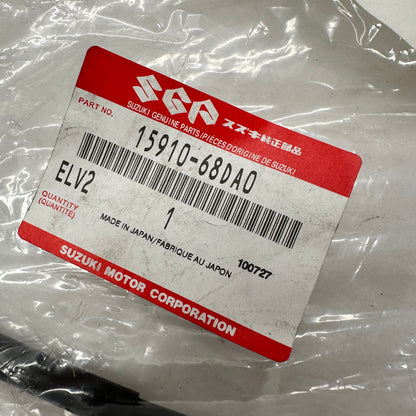 SGP スズキ純正部品
SUZUKI GENUINE PARTS/PIÈCES D'ORIGINE DE SUZUKI
PART NO.
15910-68DA0
ELV2
1
QUANTITY
(QUANTITÉ)
MADE IN JAPAN/FABRIQUE AU JAPON
100727
SUZUKI MOTOR CORPORATION